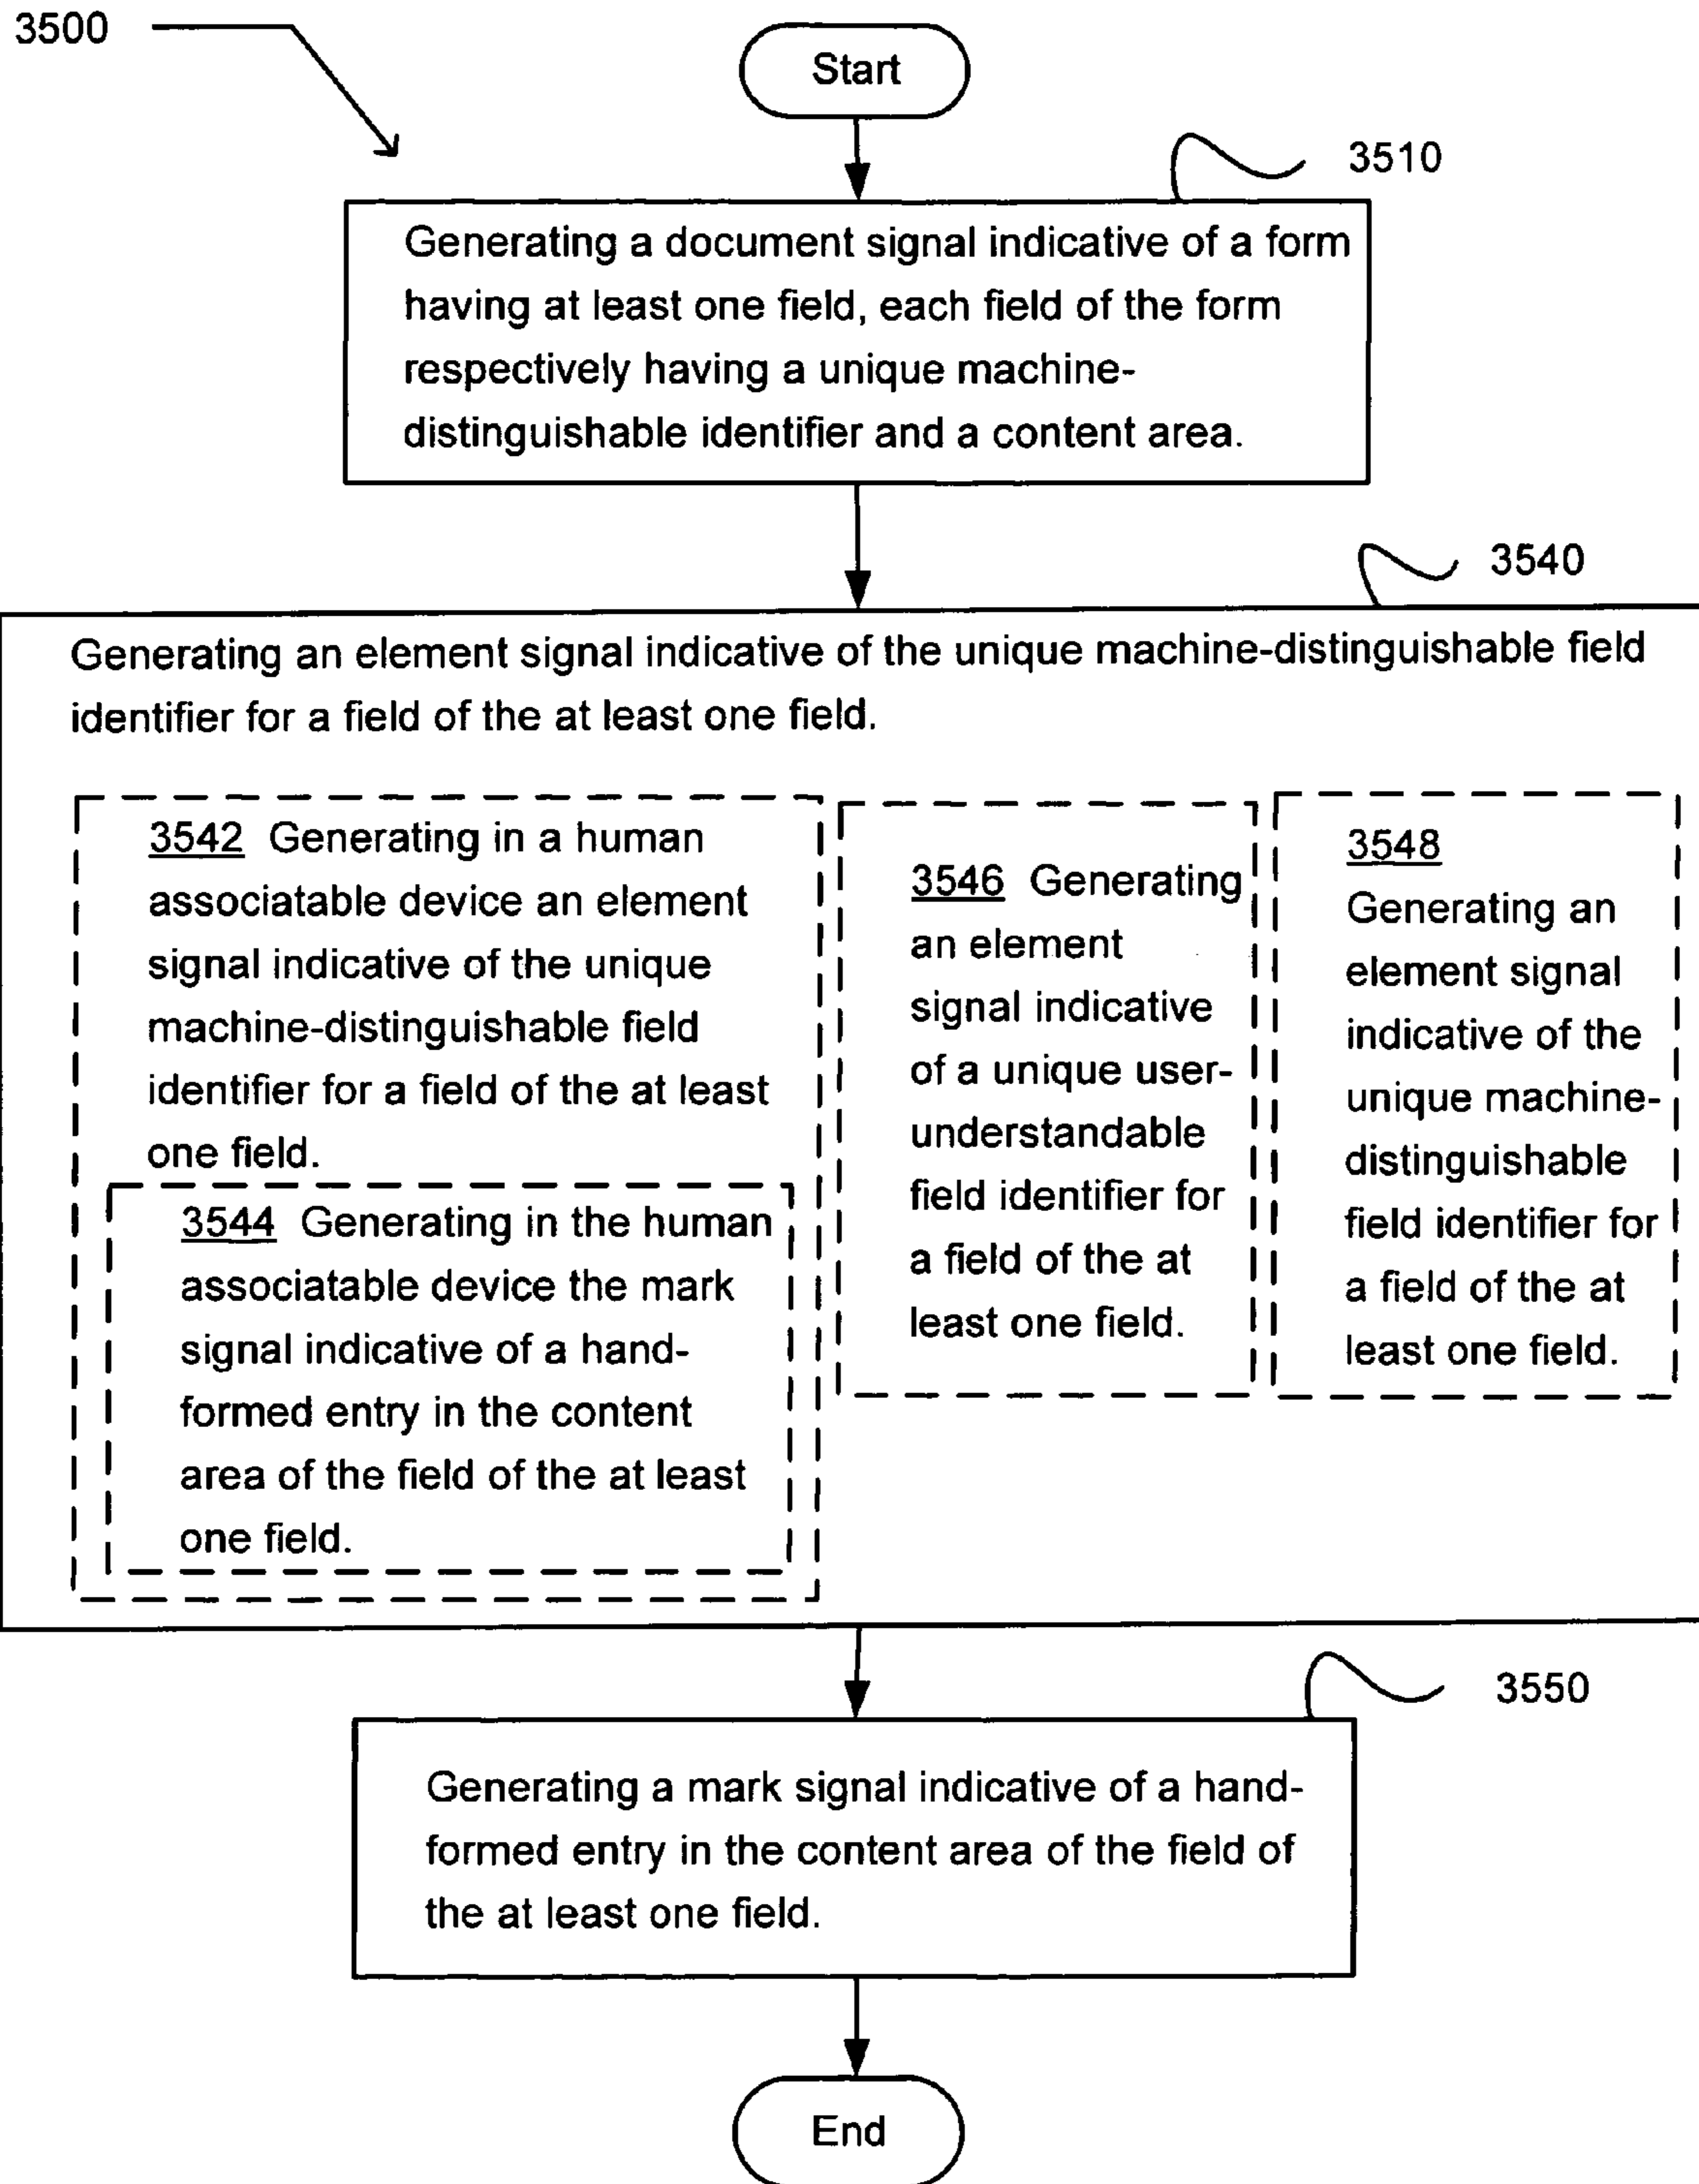 3500
Start
3510
Generating a document signal indicative of a form
having at least one field, each field of the form
respectively having a unique machine-
distinguishable identifier and a content area.
3540
Generating an element signal indicative of the unique machine-distinguishable field
identifier for a field of the at least one field.
3542 Generating in a human
associatable device an element
signal indicative of the unique
machine-distinguishable field
identifier for a field of the at least
one field.
3544 Generating in the human
associatable device the mark
signal indicative of a hand-
formed entry in the content
area of the field of the at least
one field.
3546 Generating
an element
signal indicative
of a unique user-
understandable
field identifier for
a field of the at
least one field.
3548
Generating an
element signal
indicative of the
unique machine-
distinguishable
field identifier for
a field of the at
least one field.
3550
Generating a mark signal indicative of a hand-
formed entry in the content area of the field of
the at least one field.
End